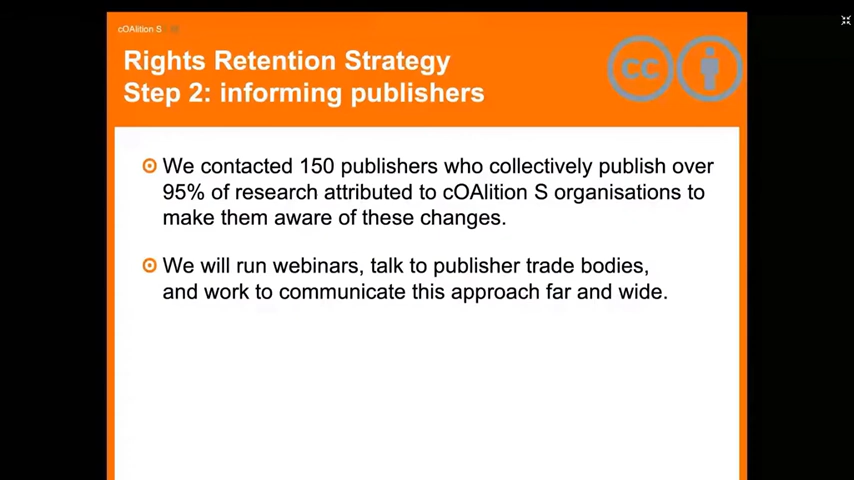 cOAlition S
Rights Retention Strategy
Step 2: informing publishers
cc
We contacted 150 publishers who collectively publish over
95% of research attributed to cOAlition S organisations to
make them aware of these changes.
We will run webinars, talk to publisher trade bodies,
and work to communicate this approach far and wide.